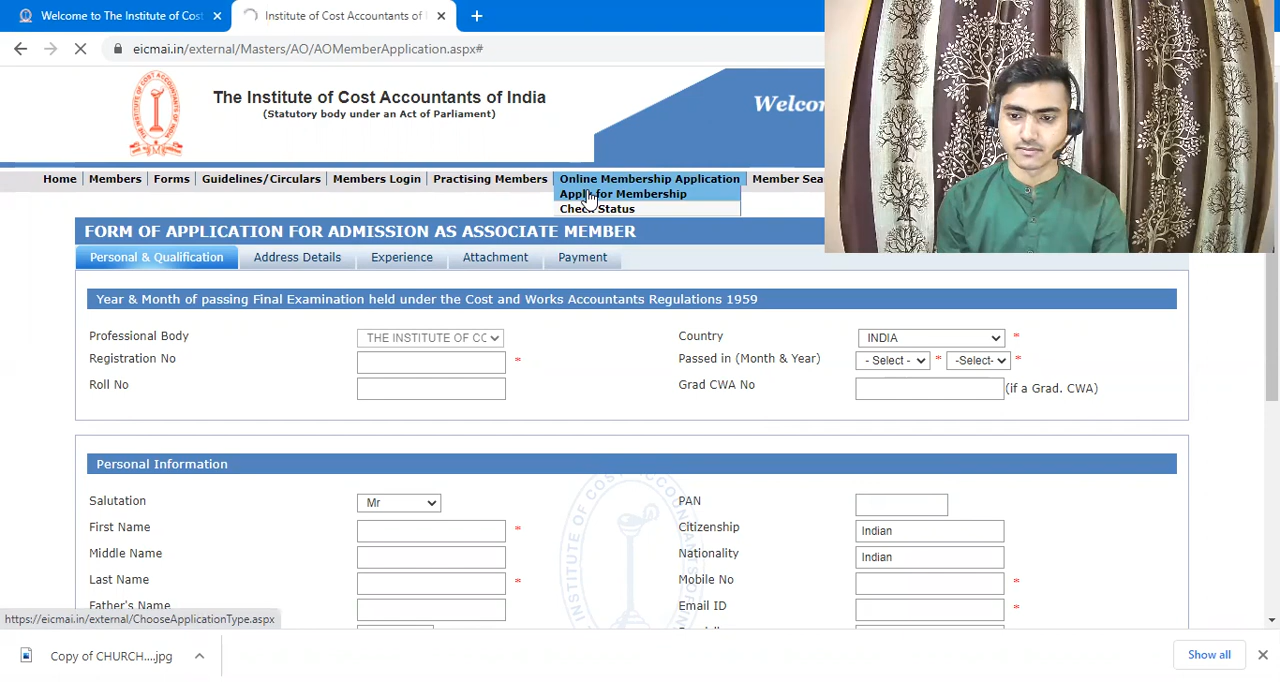 Welcome to The Institute of Cost
Institute of Cost Accountants of
eicmai.in/external/Masters/AO/AOMemberApplication.aspx#
The Institute of Cost Accountants of India
(Statutory body under an Act of Parliament)
Welcom
Home Members Forms Guidelines/Circulars Members Login Practising Members Online Membership Application Member Sea
Apply for Membership
Check Status
FORM OF APPLICATION FOR ADMISSION AS ASSOCIATE MEMBER
Personal & Qualification Address Details Experience Attachment Payment
Year & Month of passing Final Examination held under the Cost and Works Accountants Regulations 1959
Professional Body THE INSTITUTE OF CC Country INDIA *
Registration No * Passed in (Month & Year) - Select - * -Select- *
Roll No Grad CWA No (if a Grad. CWA)
Personal Information
Salutation Mr PAN
First Name * Citizenship Indian
Middle Name Nationality Indian
Last Name * Mobile No *
Father's Name Email ID *
https://eicmai.in/external/ChooseApplicationType.aspx
Copy of CHURCH....jpg Show all